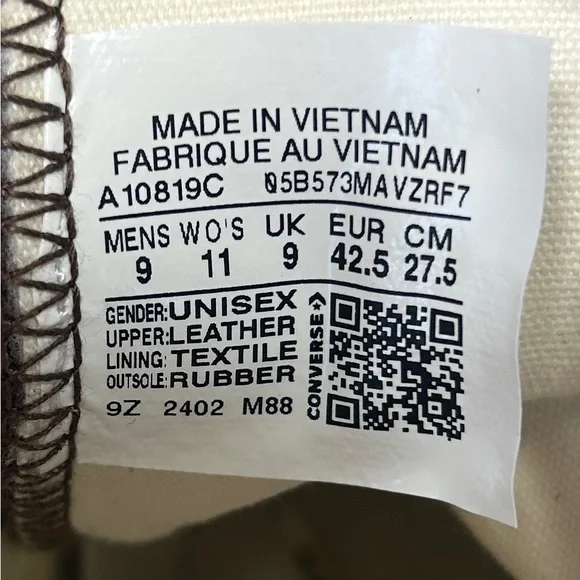 MADE IN VIETNAM
FABRIQUE AU VIETNAM
A10819C 05B573MAVZRF7
MENS WO'S UK EUR CM
9 11 9 42.5 27.5
GENDER:UNISEX
UPPER:LEATHER
LINING:TEXTILE
OUTSOLE:RUBBER
9Z 2402 M88
CONVERSE